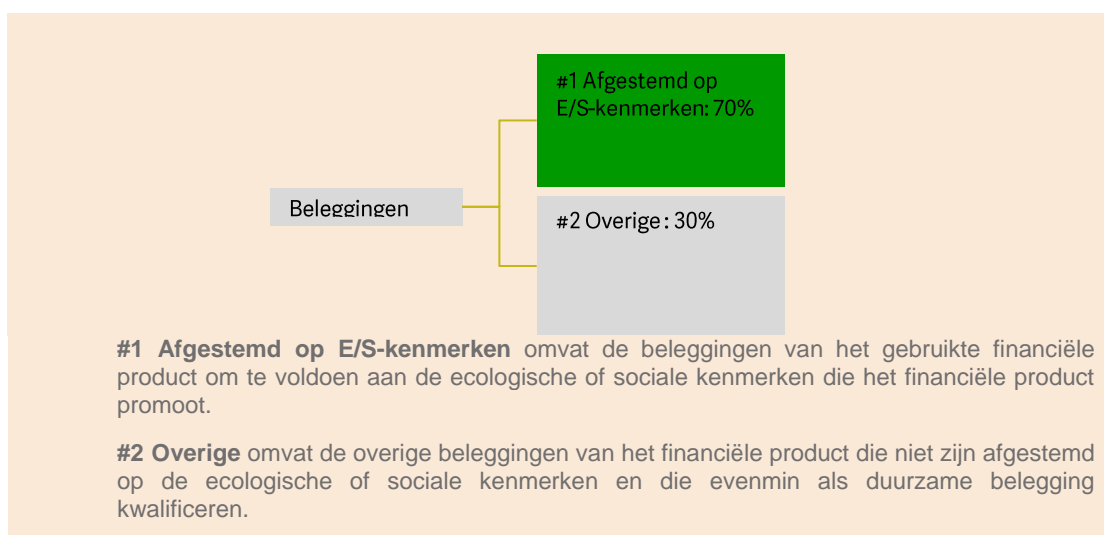 #1 Afgestemd op
E/S-kenmerken: 70%
Beleggingen
#2 Overige: 30%
#1 Afgestemd op E/S-kenmerken omvat de beleggingen van het gebruikte financiële
product om te voldoen aan de ecologische of sociale kenmerken die het financiële product
promoot.
#2 Overige omvat de overige beleggingen van het financiële product die niet zijn afgestemd
op de ecologische of sociale kenmerken en die evenmin als duurzame belegging
kwalificeren.